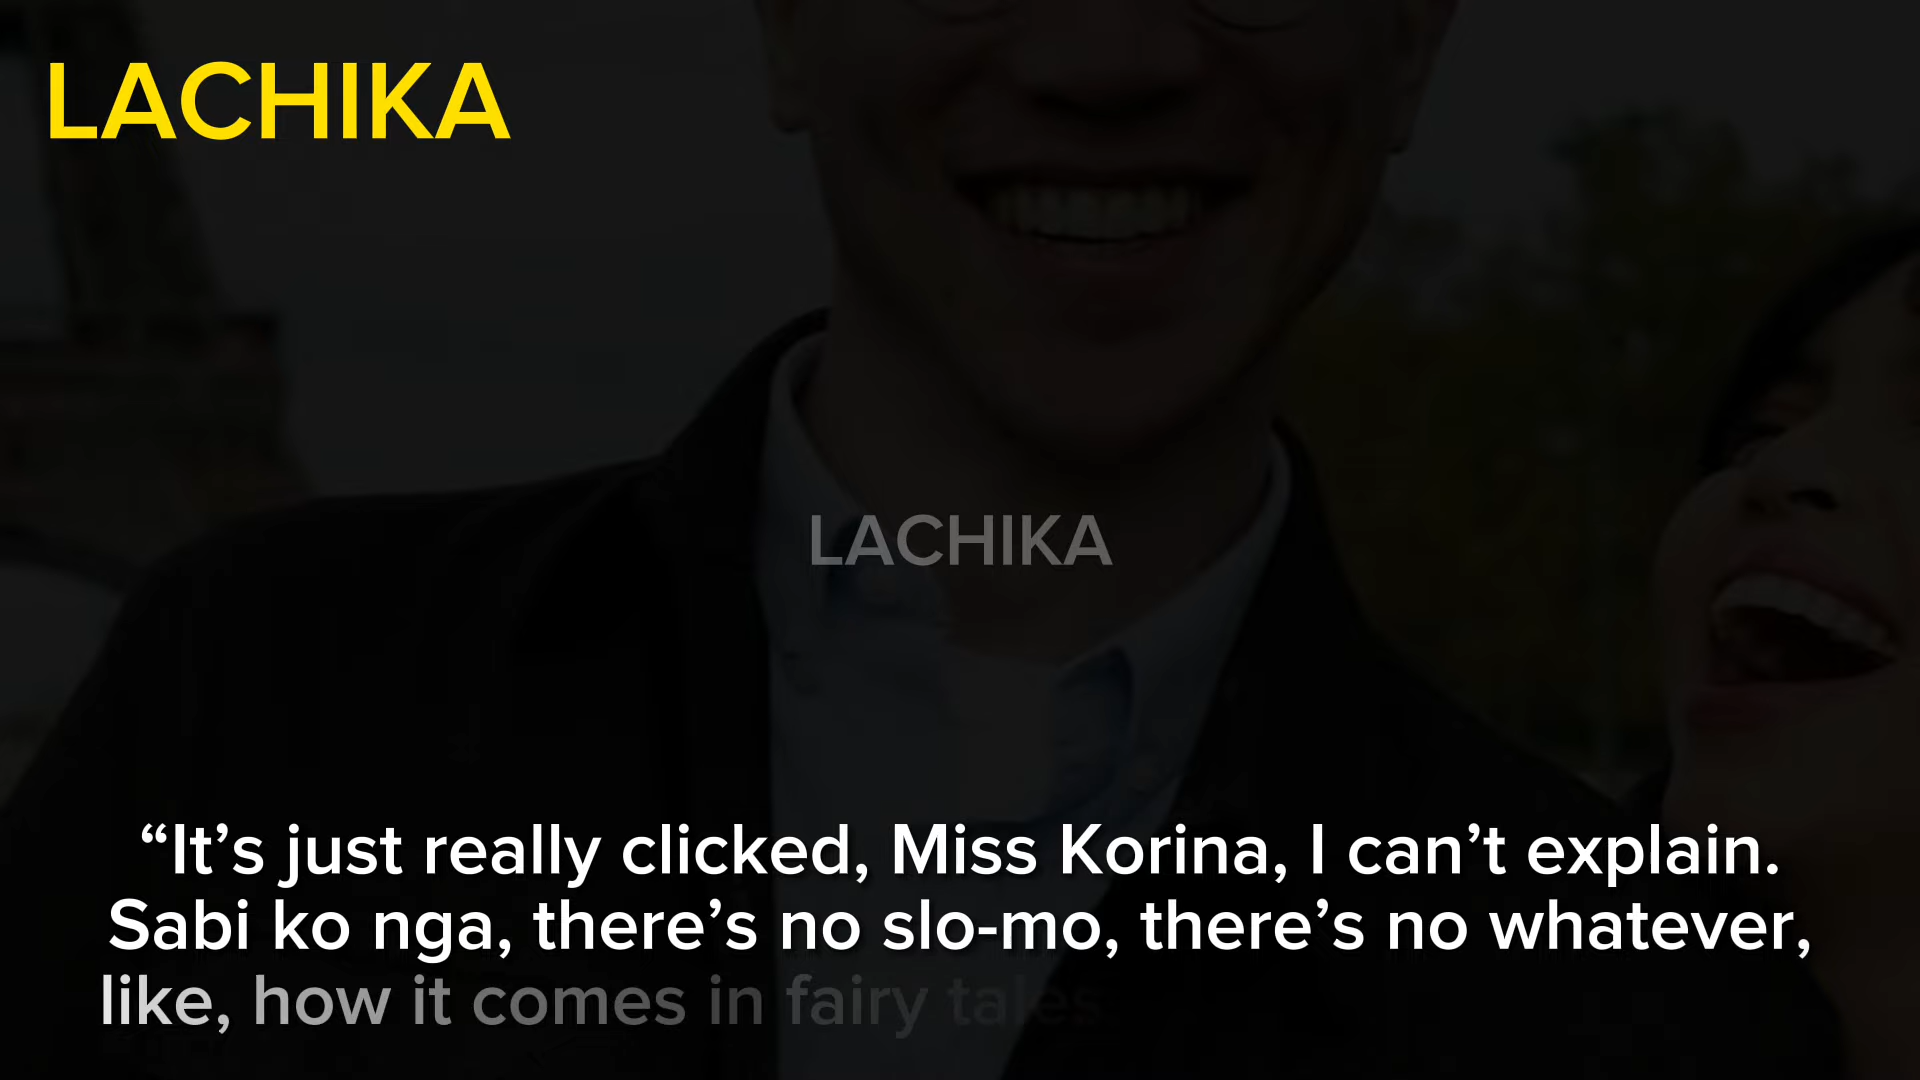 LACHIKA
LACHIKA
“It’s just really clicked, Miss Korina, I can’t explain.
Sabi ko nga, there’s no slo-mo, there’s no whatever,
like, how it comes in fairy tales